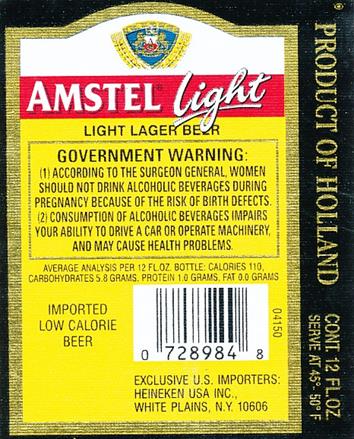 AMSTEL® Light
LIGHT LAGER BEER
GOVERNMENT WARNING:
(1) ACCORDING TO THE SURGEON GENERAL, WOMEN
SHOULD NOT DRINK ALCOHOLIC BEVERAGES DURING
PREGNANCY BECAUSE OF THE RISK OF BIRTH DEFECTS.
(2) CONSUMPTION OF ALCOHOLIC BEVERAGES IMPAIRS
YOUR ABILITY TO DRIVE A CAR OR OPERATE MACHINERY,
AND MAY CAUSE HEALTH PROBLEMS.
AVERAGE ANALYSIS PER 12 FL.OZ. BOTTLE: CALORIES 110,
CARBOHYDRATES 5.8 GRAMS, PROTEIN 1.0 GRAMS, FAT 0.0 GRAMS
IMPORTED
LOW CALORIE
BEER
0 728984 8
04150
EXCLUSIVE U.S. IMPORTERS:
HEINEKEN USA INC.,
WHITE PLAINS, N.Y. 10606
PRODUCT OF HOLLAND
CONT. 12 FL.OZ.
SERVE AT 45°- 50°F